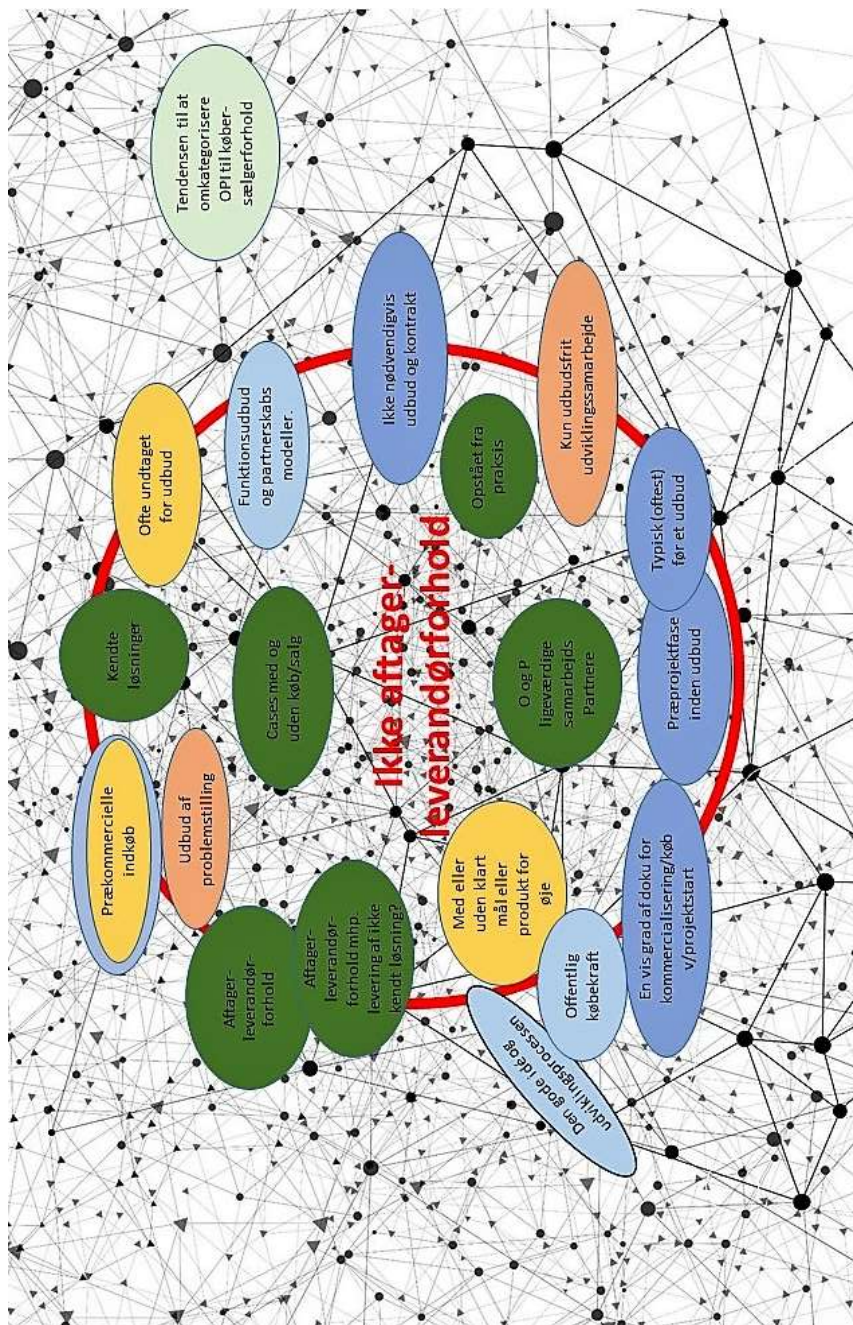 Prækommercielle
indkøb
Kendte
løsninger
Ofte undtaget
for udbud
Tendensen til at
omkategorisere
OPI til køber-
sælgerforhold
Udbud af
problemstilling
Aftager-
leverandør-
forhold
Cases med og
uden køb/salg
Funktionsudbud
og partnerskabs
modeller.
Aftager-
leverandør-
forhold mhp.
levering af ikke
kendt løsning?
Ikke aftager-
leverandørforhold
Ikke nødvendigvis
udbud og kontrakt
Med eller
uden klart
mål eller
produkt for
øje
Opstået fra
praksis
Den gode idé og
udviklingsprocessen
Offentlig
købekraft
O og P
ligeværdige
samarbejds
Partnere
Kun udbudsfrit
udviklingssamarbejde
En vis grad af doku for
kommercialisering/køb
v/projektstart
Præprojektfase
inden udbud
Typisk (oftest)
før et udbud